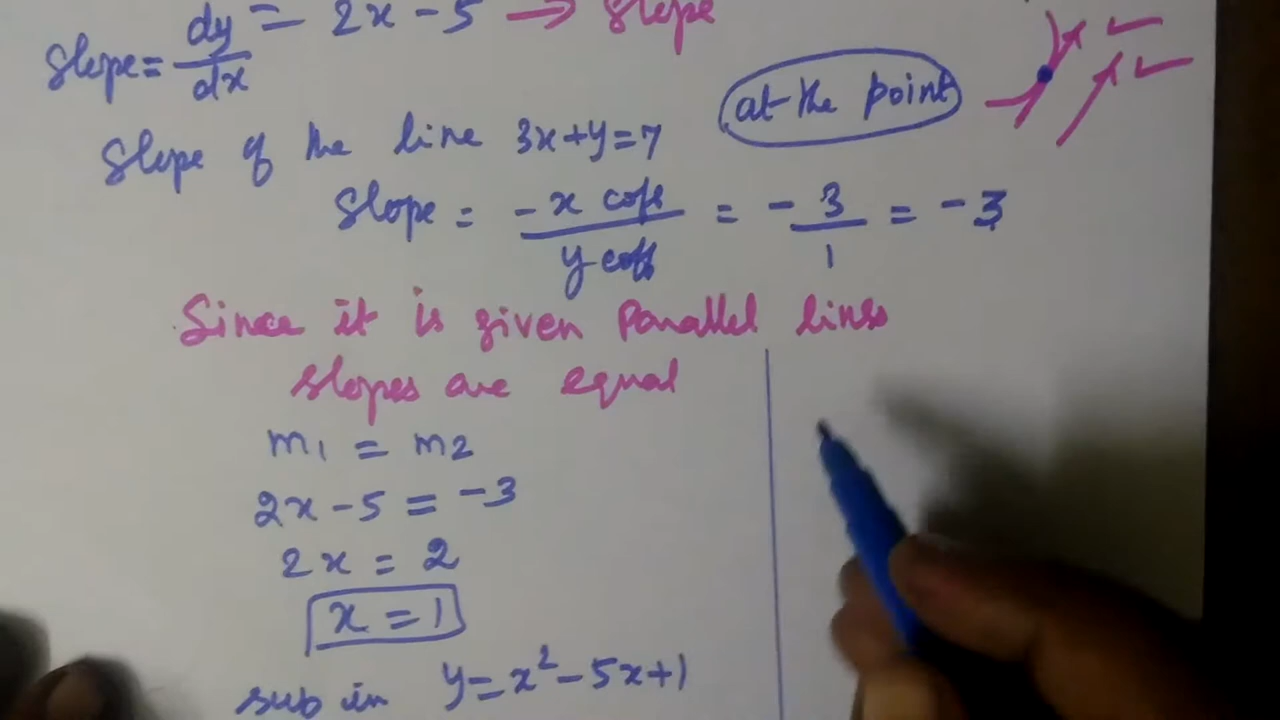 slope = dy/dx = 2x - 5 → slope
at the point
Slope of the line 3x+y=7
Slope = -x coff / y coff = -3/1 = -3
Since it is given Parallel lines
slopes are equal
m₁ = m₂
2x - 5 = -3
2x = 2
x = 1
sub in y = x² - 5x + 1